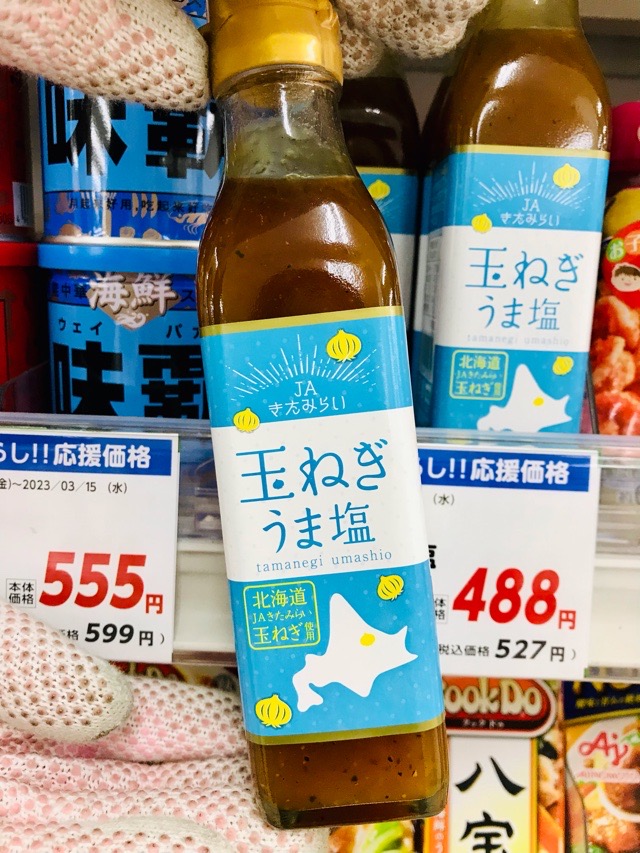 味覇
海鮮
ウェイ
味覇
JA
きたみらい
玉ねぎ
うま塩
tamanegi umashio
北海道
JAきたみらい
玉ねぎ使用
JA
きたみらい
玉ねぎ
うま塩
tamanegi umashio
北海道
JAきたみらい
玉ねぎ使用
らし!!応援価格
金)~2023/03/15 (水)
本体
価格
555円
価格 599円)
らし!!応援価格
(水)
488円
税込価格 527円)
ookDo
八宝